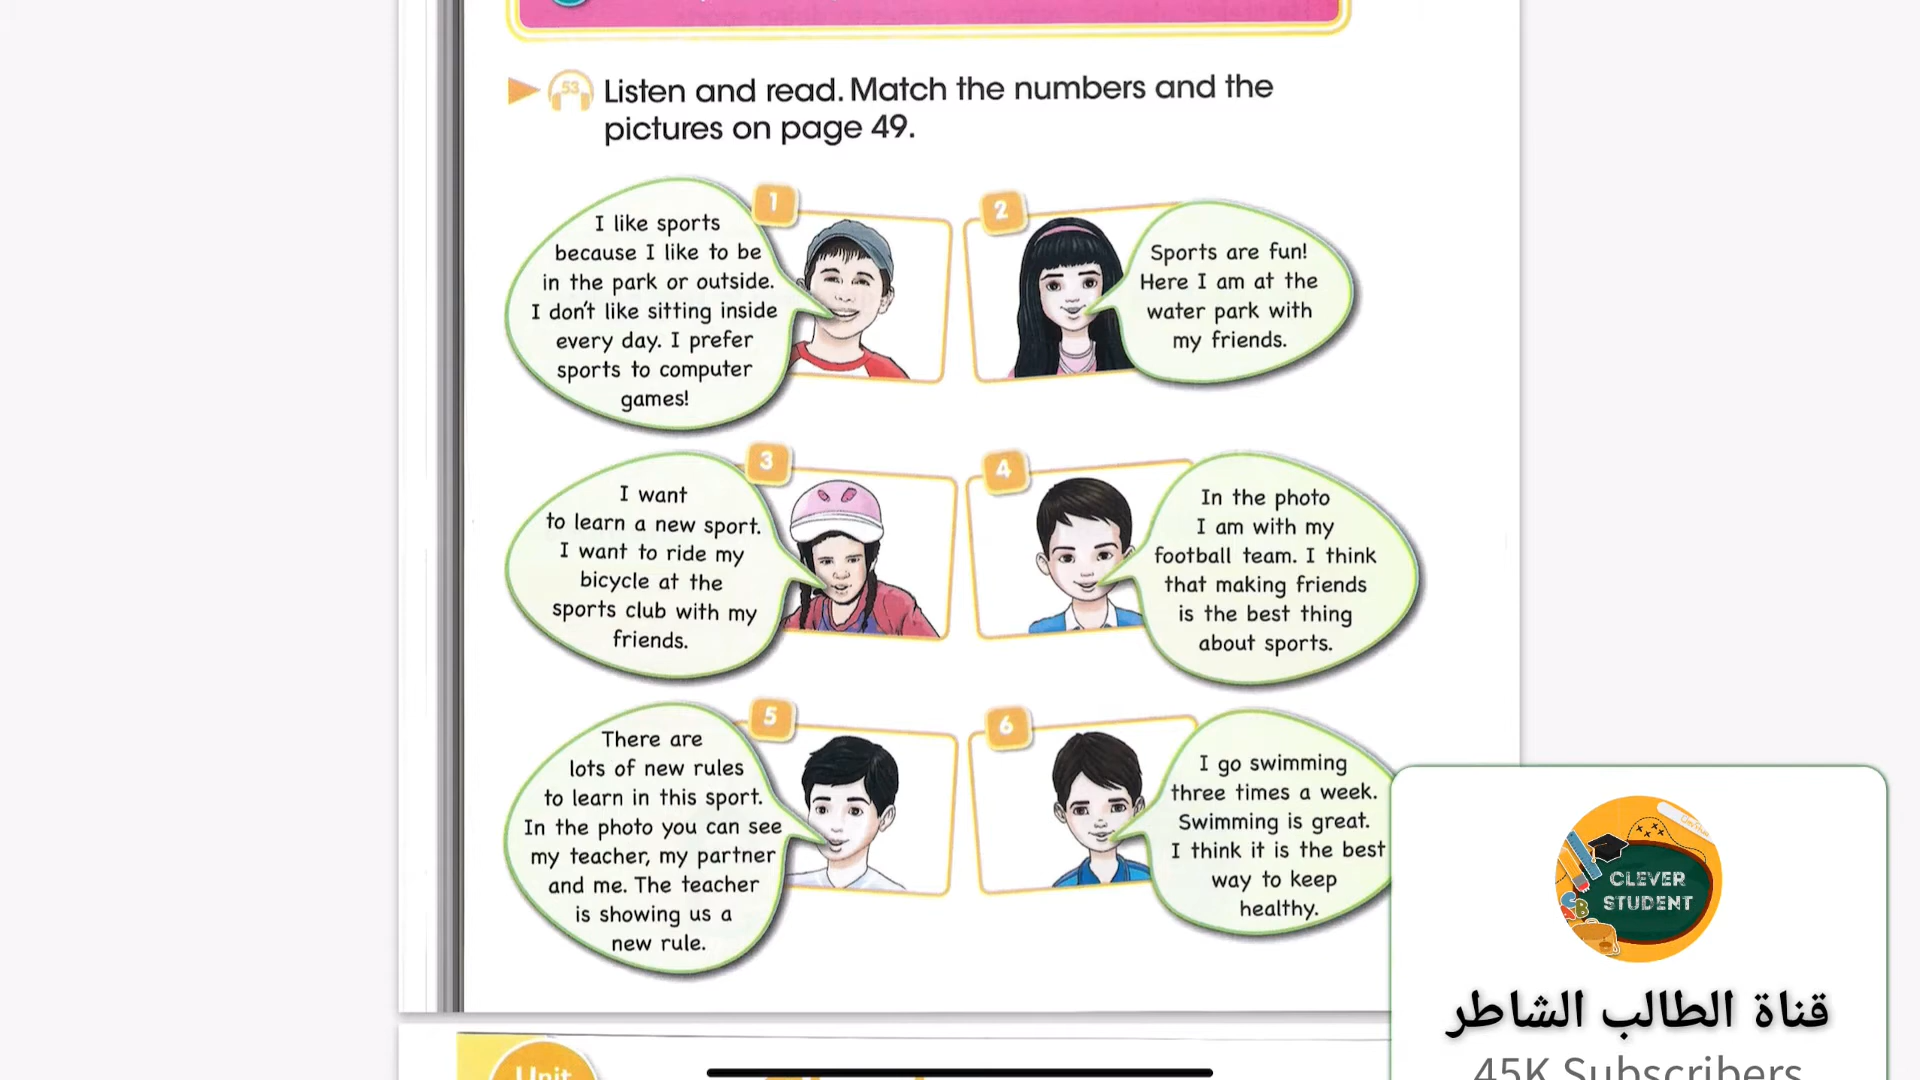 53
Listen and read. Match the numbers and the
pictures on page 49.
1
I like sports
because I like to be
in the park or outside.
I don't like sitting inside
every day. I prefer
sports to computer
games!
2
Sports are fun!
Here I am at the
water park with
my friends.
3
I want
to learn a new sport.
I want to ride my
bicycle at the
sports club with my
friends.
4
In the photo
I am with my
football team. I think
that making friends
is the best thing
about sports.
5
There are
lots of new rules
to learn in this sport.
In the photo you can see
my teacher, my partner
and me. The teacher
is showing us a
new rule.
6
I go swimming
three times a week.
Swimming is great.
I think it is the best
way to keep
healthy.
CLEVER
STUDENT
قناة الطالب الشاطر
45K Subscribers
Unit